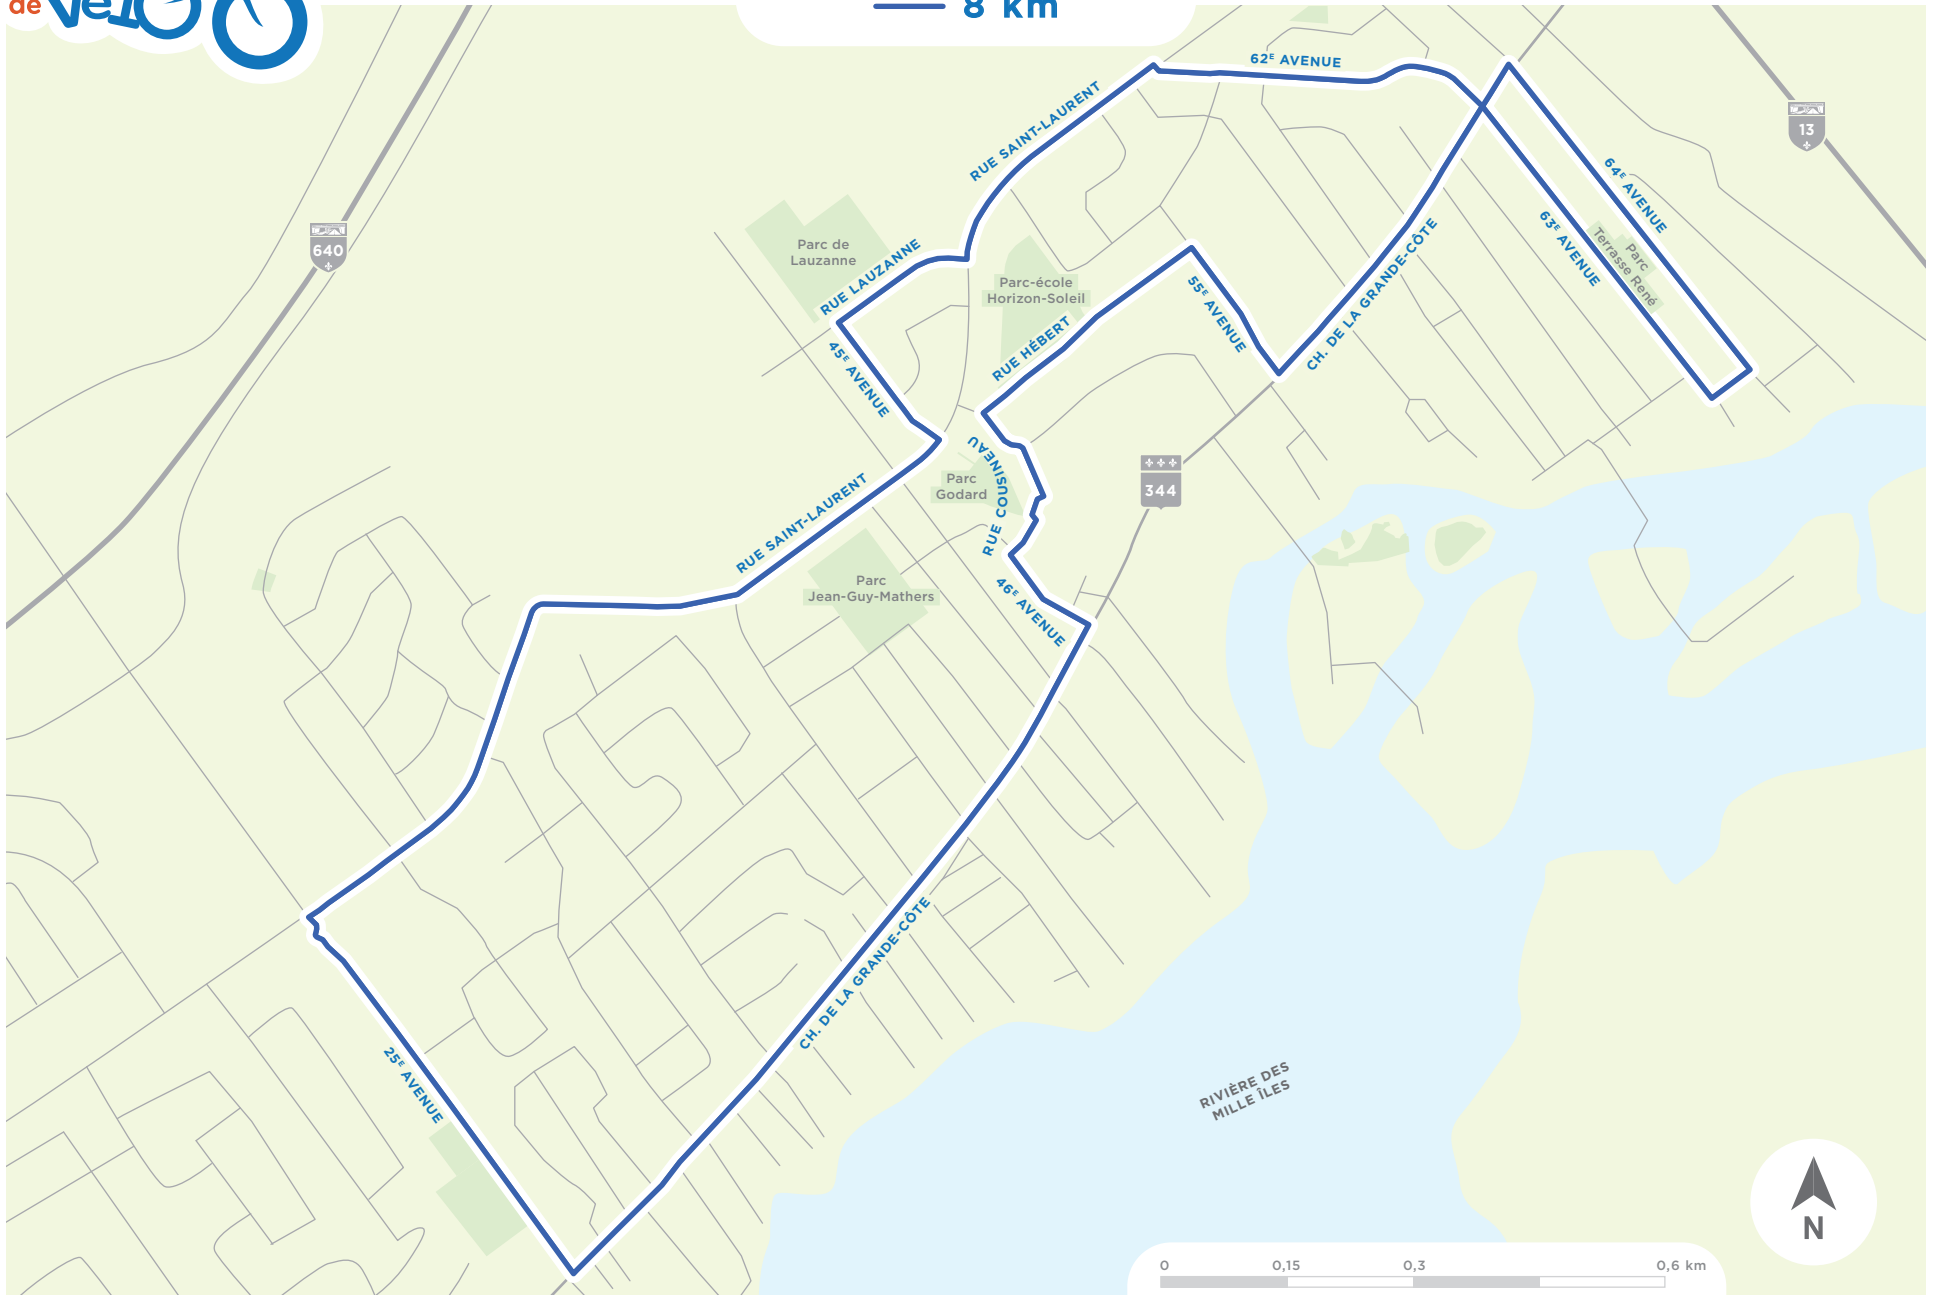 de vélo
8 km
62E AVENUE
RUE SAINT-LAURENT
13
64E AVENUE
63E AVENUE
Parc
Terrasse René
640
Parc de
Lauzanne
RUE LAUZANNE
Parc-école
Horizon-Soleil
CH. DE LA GRANDE-CÔTE
55E AVENUE
RUE HÉBERT
45E AVENUE
RUE COUSINEAU
Parc
Godard
344
RUE SAINT-LAURENT
Parc
Jean-Guy-Mathers
46E AVENUE
CH. DE LA GRANDE-CÔTE
25E AVENUE
RIVIÈRE DES
MILLE ÎLES
N
0 0,15 0,3 0,6 km